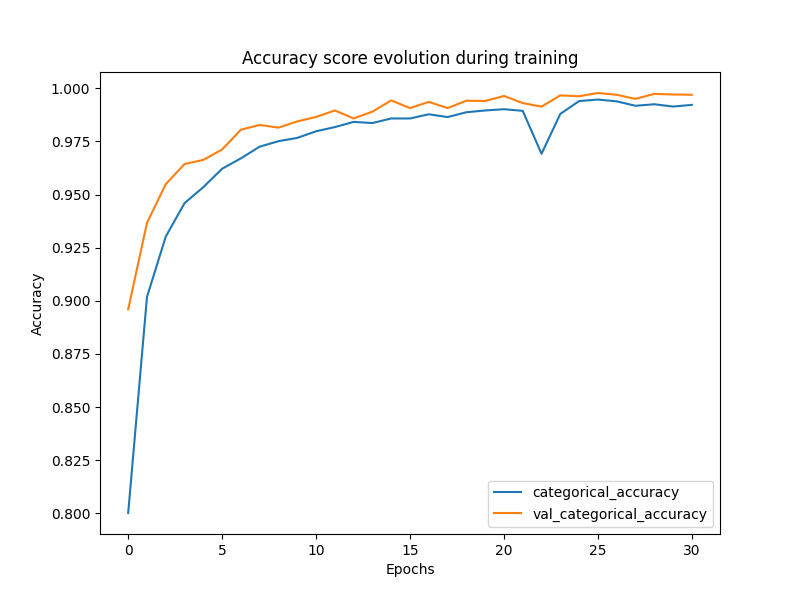 Accuracy score evolution during training
1.000
0.975
0.950
0.925
0.900
0.875
0.850
0.825
0.800
Accuracy
categorical_accuracy
val_categorical_accuracy
0 5 10 15 20 25 30
Epochs